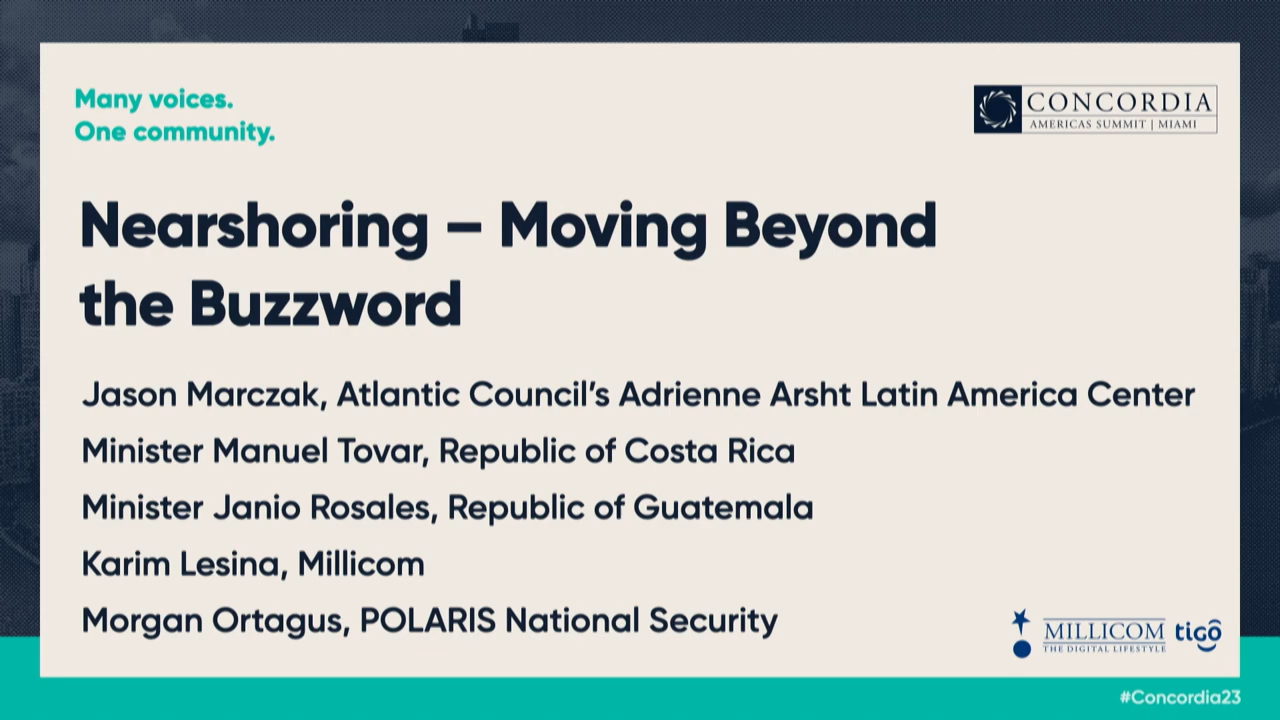 Many voices.
One community.
CONCORDIA
AMERICAS SUMMIT | MIAMI
Nearshoring – Moving Beyond
the Buzzword
Jason Marczak, Atlantic Council’s Adrienne Arsht Latin America Center
Minister Manuel Tovar, Republic of Costa Rica
Minister Janio Rosales, Republic of Guatemala
Karim Lesina, Millicom
Morgan Ortagus, POLARIS National Security
MILLICOM
THE DIGITAL LIFESTYLE
tigô
#Concordia23